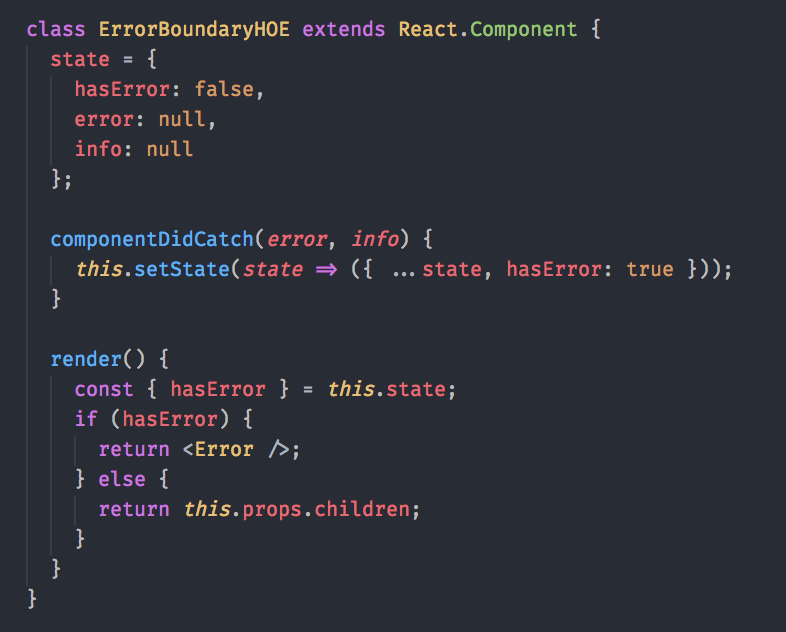 class ErrorBoundaryHOE extends React.Component {
  state = {
    hasError: false,
    error: null,
    info: null
  };

  componentDidCatch(error, info) {
    this.setState(state => ({ ...state, hasError: true }));
  }

  render() {
    const { hasError } = this.state;
    if (hasError) {
      return <Error />;
    } else {
      return this.props.children;
    }
  }
}